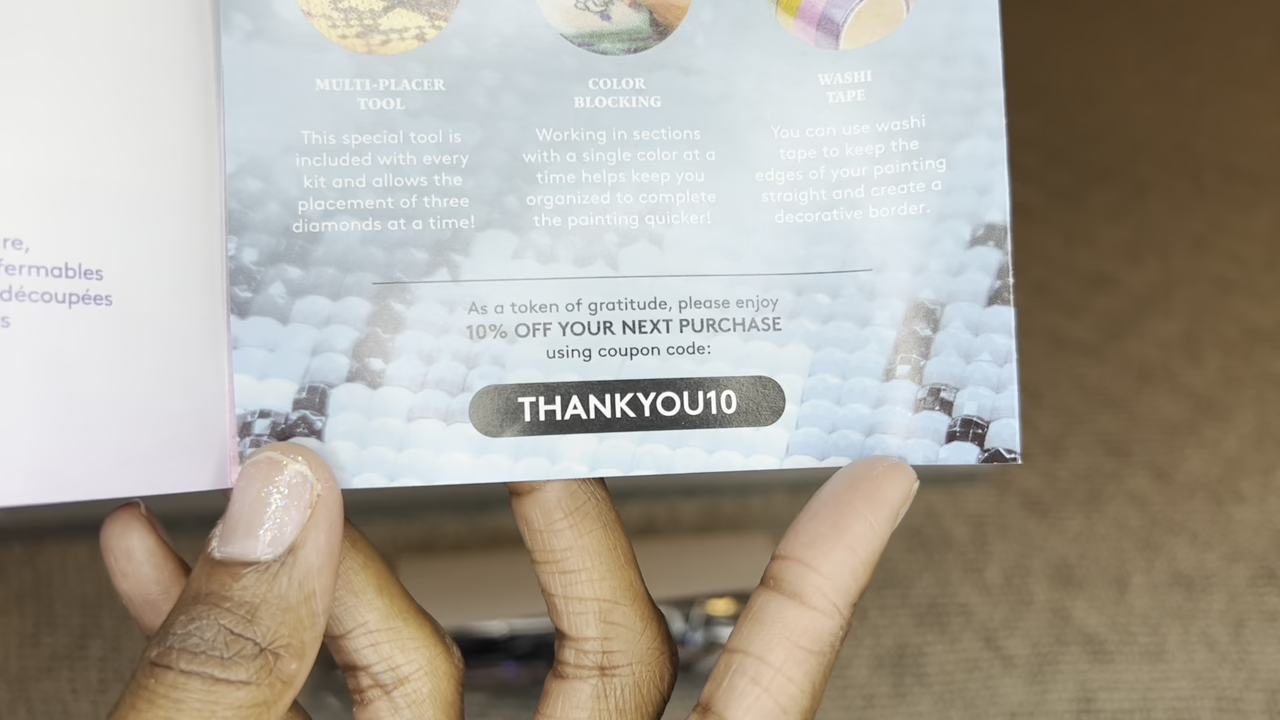 re,
fermables
découpées
s
MULTI-PLACER
TOOL
This special tool is
included with every
kit and allows the
placement of three
diamonds at a time!
COLOR
BLOCKING
Working in sections
with a single color at a
time helps keep you
organized to complete
the painting quicker!
WASHI
TAPE
You can use washi
tape to keep the
edges of your painting
straight and create a
decorative border.
As a token of gratitude, please enjoy
10% OFF YOUR NEXT PURCHASE
using coupon code:
THANKYOU10